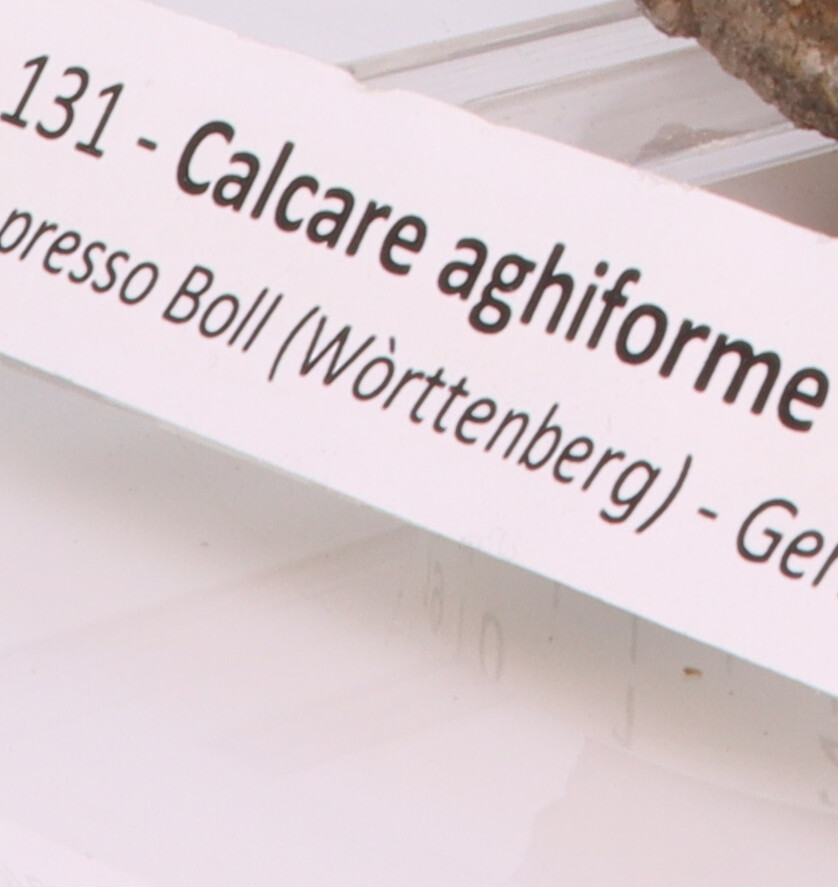 131 - Calcare aghiforme
presso Boll (Wòrttenberg) - Ger